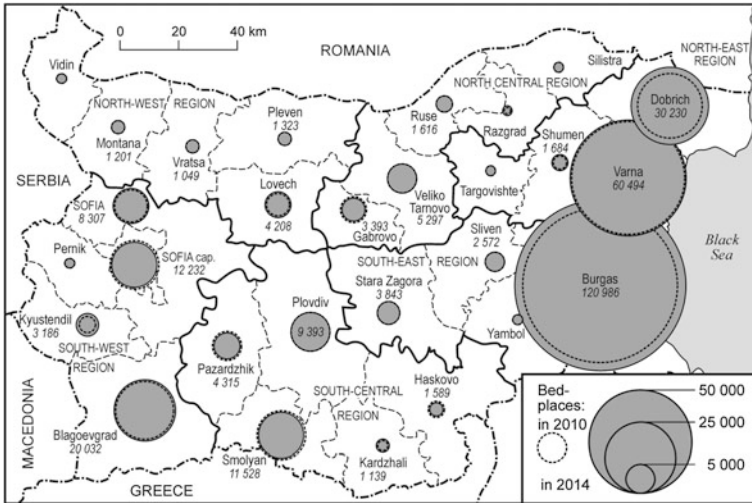 0 20 40 km
ROMANIA
NORTH-EAST
REGION
Vidin
Silistra
NORTH CENTRAL REGION
Dobrich
30 230
NORTH-WEST REGION
Pleven
1 323
Ruse
1 616
Razgrad
Shumen
1 684
Montana
1 201
Vratsa
1 049
Varna
60 494
SERBIA
SOFIA
8 307
Lovech
4 208
Veliko
Tarnovo
5 297
Targovishte
3 393
Gabrovo
Sliven
2 572
Black
Sea
Pernik
SOFIA cap.
12 232
SOUTH-EAST
REGION
Stara Zagora
3 843
Burgas
120 986
Plovdiv
9 393
Yambol
Kyustendil
3 186
SOUTH-WEST
REGION
Pazardzhik
4 315
SOUTH-CENTRAL
REGION
Haskovo
1 589
MACEDONIA
Blagoevgrad
20 032
Smolyan
11 528
Kardzhali
1 139
GREECE
Bed-
places:
in 2010
in 2014
50 000
25 000
5 000